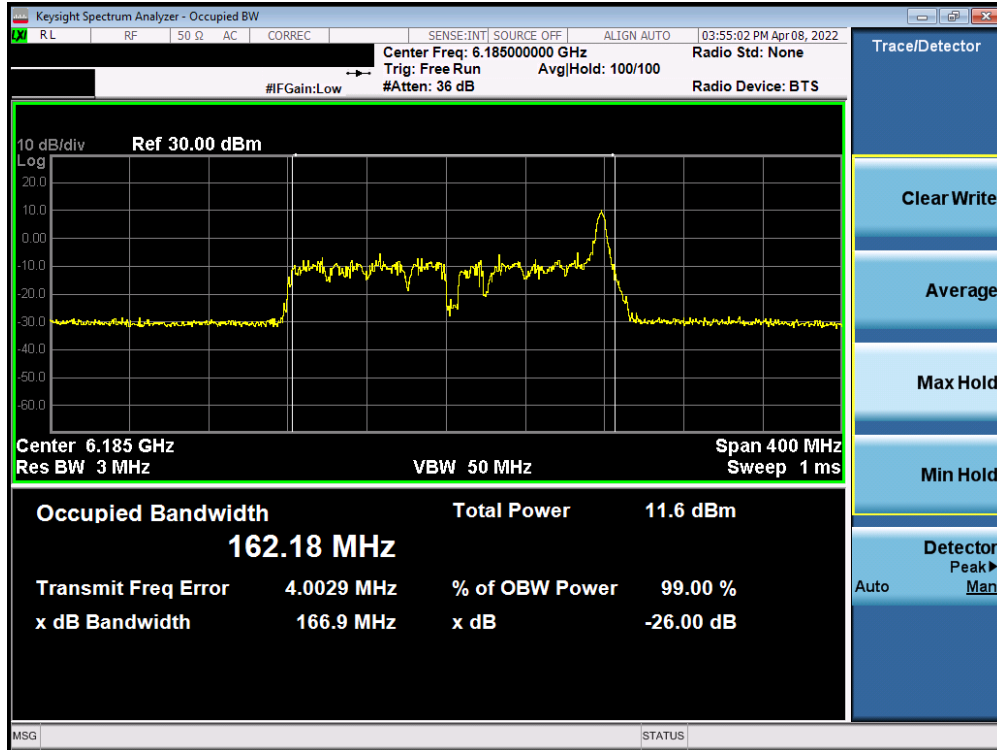 Keysight Spectrum Analyzer - Occupied BW
LXI RL RF 50 Ω AC CORREC SENSE:INT SOURCE OFF ALIGN AUTO 03:55:02 PM Apr 08, 2022
Center Freq: 6.185000000 GHz Radio Std: None
Trig: Free Run Avg|Hold: 100/100
#IFGain:Low #Atten: 36 dB Radio Device: BTS
10 dB/div Ref 30.00 dBm
Log
20.0
10.0
0.00
-10.0
-20.0
-30.0
-40.0
-50.0
-60.0
Center 6.185 GHz Span 400 MHz
Res BW 3 MHz VBW 50 MHz Sweep 1 ms
Occupied Bandwidth Total Power 11.6 dBm
162.18 MHz
Transmit Freq Error 4.0029 MHz % of OBW Power 99.00 %
x dB Bandwidth 166.9 MHz x dB -26.00 dB
MSG STATUS
Trace/Detector
Clear Write
Average
Max Hold
Min Hold
Detector
Peak▶
Auto Man